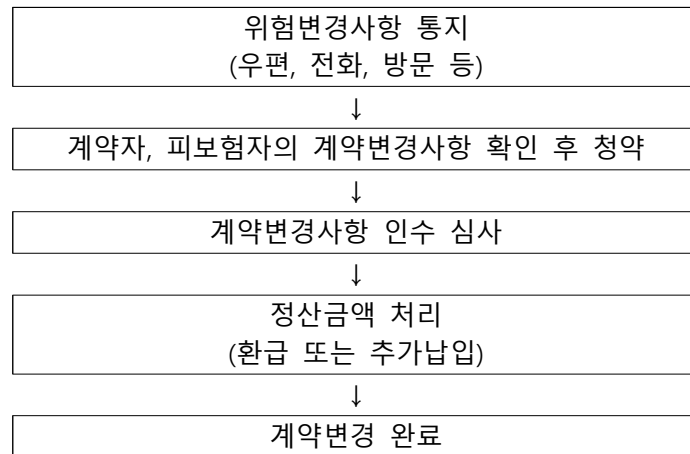 위험변경사항 통지
(우편, 전화, 방문 등)
↓
계약자, 피보험자의 계약변경사항 확인 후 청약
↓
계약변경사항 인수 심사
↓
정산금액 처리
(환급 또는 추가납입)
↓
계약변경 완료